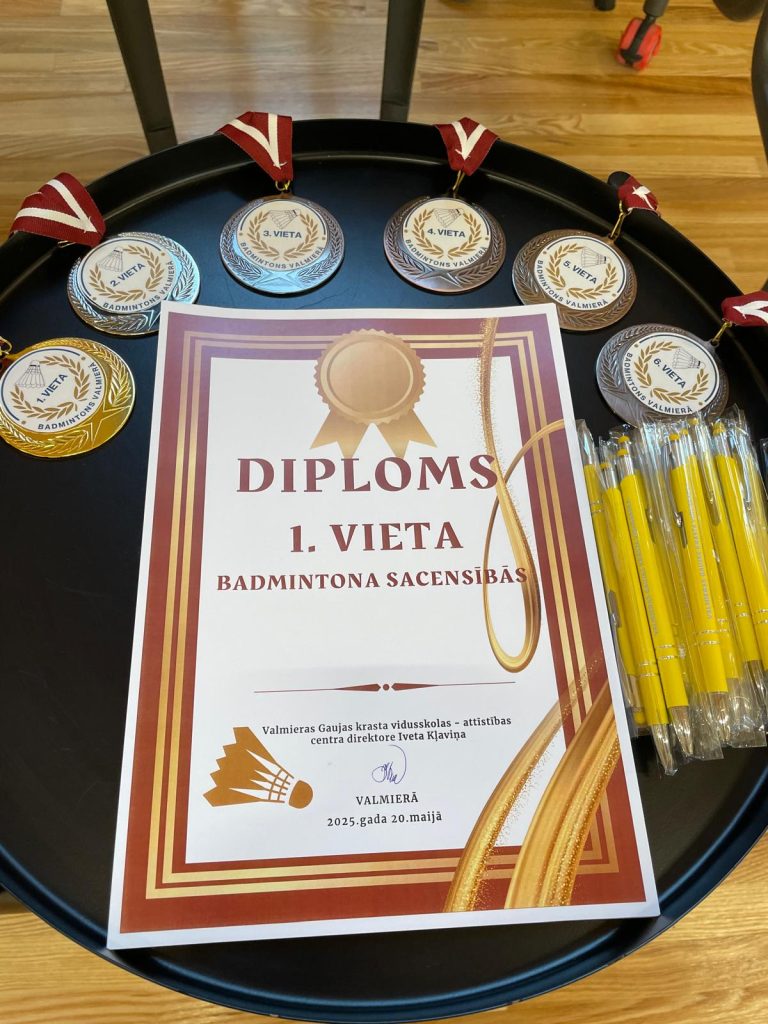 1. VIETA
BADMINTONS VALMIERĀ
2. VIETA
BADMINTONS VALMIERĀ
3. VIETA
BADMINTONS VALMIERĀ
4. VIETA
BADMINTONS VALMIERĀ
5. VIETA
BADMINTONS VALMIERĀ
6. VIETA
BADMINTONS VALMIERĀ
DIPLOMS
1. VIETA
BADMINTONA SACENSĪBĀS
Valmieras Gaujas krasta vidusskolas – attīstības
centra direktore Iveta Kļaviņa
VALMIERĀ
2025.gada 20.maijā